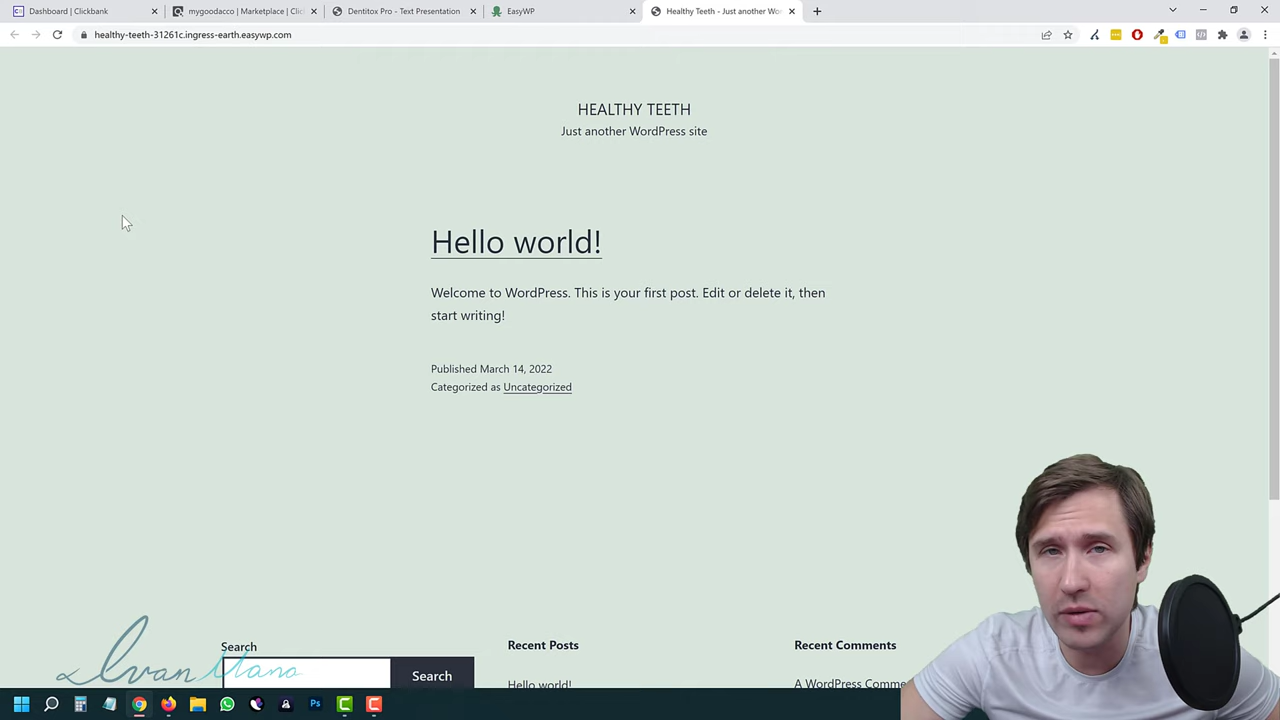 Dashboard | Clickbank
mygoodacco | Marketplace | Clic
Dentitox Pro - Text Presentation
EasyWP
Healthy Teeth - Just another Wo
healthy-teeth-31261c.ingress-earth.easywp.com
HEALTHY TEETH
Just another WordPress site
Hello world!
Welcome to WordPress. This is your first post. Edit or delete it, then
start writing!
Published March 14, 2022
Categorized as Uncategorized
Search
Search
Recent Posts
Hello world!
Recent Comments
A WordPress Comme
Ivan Mana